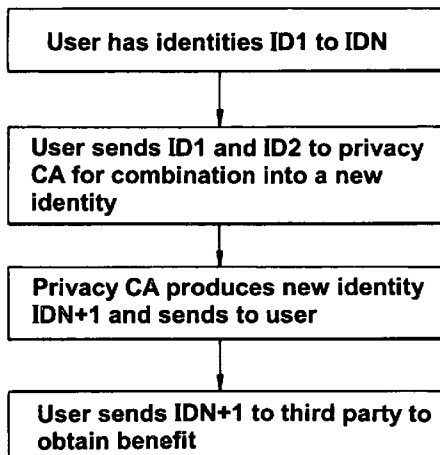 User has identities ID1 to IDN
User sends ID1 and ID2 to privacy
CA for combination into a new
identity
Privacy CA produces new identity
IDN+1 and sends to user
User sends IDN+1 to third party to
obtain benefit